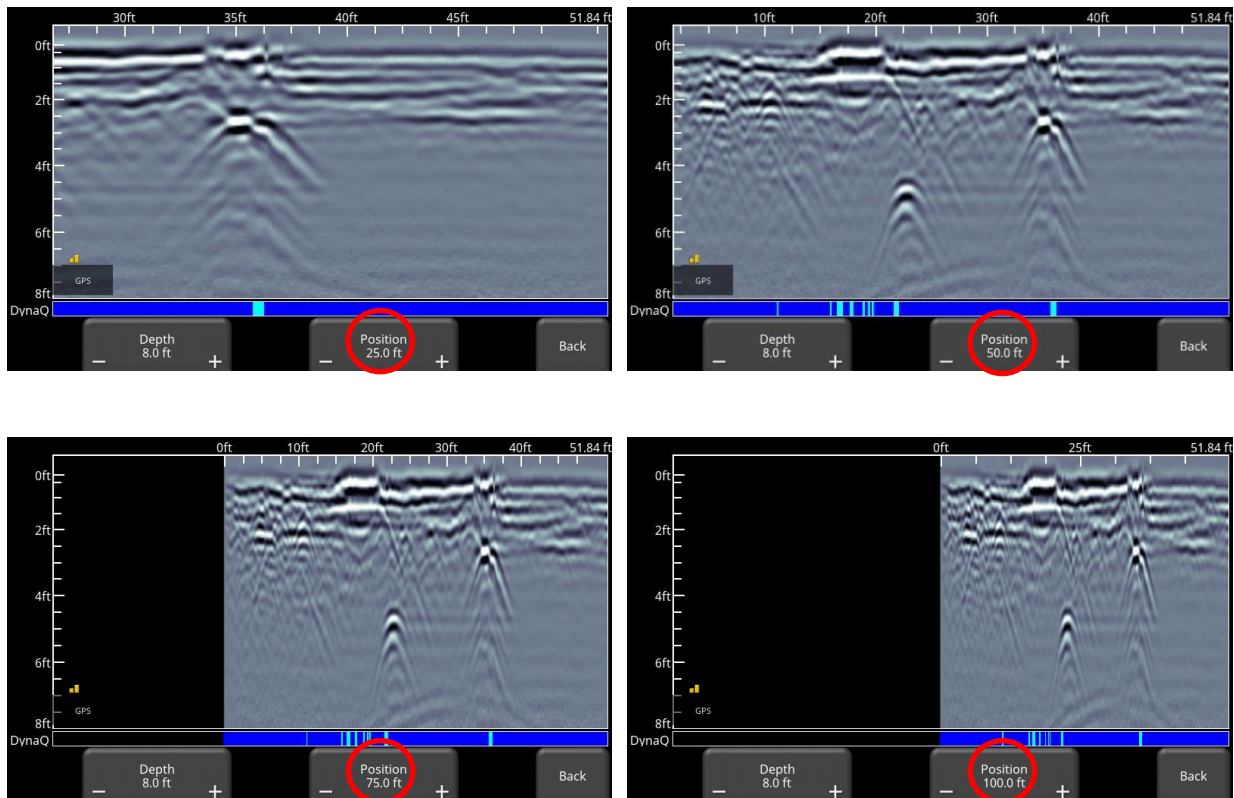 30ft 35ft 40ft 45ft 51.84 ft
0ft
2ft
4ft
6ft
GPS
8ft
DynaQ
Depth
8.0 ft
− +
Position
25.0 ft
− +
Back
10ft 20ft 30ft 40ft 51.84 ft
0ft
2ft
4ft
6ft
GPS
8ft
DynaQ
Depth
8.0 ft
− +
Position
50.0 ft
− +
Back
0ft 10ft 20ft 30ft 40ft 51.84 ft
0ft
2ft
4ft
6ft
GPS
8ft
DynaQ
Depth
8.0 ft
− +
Position
75.0 ft
− +
Back
0ft 25ft 51.84 ft
0ft
2ft
4ft
6ft
GPS
8ft
DynaQ
Depth
8.0 ft
− +
Position
100.0 ft
− +
Back